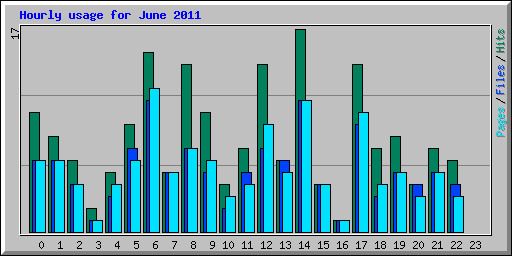 Hourly usage for June 2011
17
Pages / Files / Hits
0 1 2 3 4 5 6 7 8 9 10 11 12 13 14 15 16 17 18 19 20 21 22 23